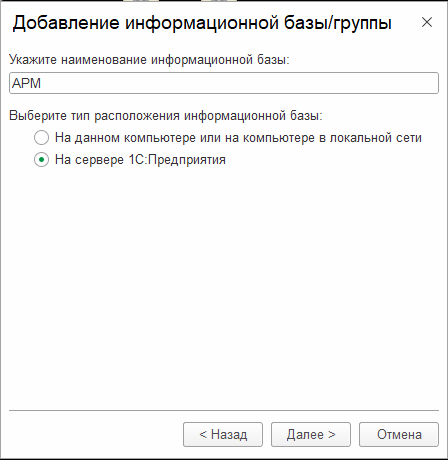 Добавление информационной базы/группы
Укажите наименование информационной базы:
АРМ
Выберите тип расположения информационной базы:
На данном компьютере или на компьютере в локальной сети
На сервере 1С:Предприятия
< Назад
Далее >
Отмена